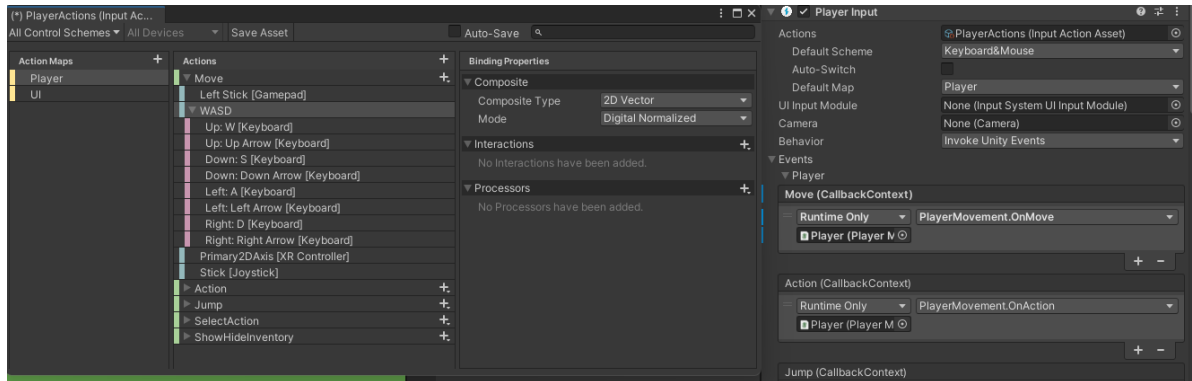 (*) PlayerActions (Input Ac...
All Control Schemes All Devices Save Asset Auto-Save
Action Maps
Player
UI
Actions
Move
Left Stick [Gamepad]
WASD
Up: W [Keyboard]
Up: Up Arrow [Keyboard]
Down: S [Keyboard]
Down: Down Arrow [Keyboard]
Left: A [Keyboard]
Left: Left Arrow [Keyboard]
Right: D [Keyboard]
Right: Right Arrow [Keyboard]
Primary2DAxis [XR Controller]
Stick [Joystick]
Action
Jump
SelectAction
ShowHideInventory
Binding Properties
Composite
Composite Type 2D Vector
Mode Digital Normalized
Interactions
No Interactions have been added.
Processors
No Processors have been added.
Player Input
Actions PlayerActions (Input Action Asset)
Default Scheme Keyboard&Mouse
Auto-Switch
Default Map Player
UI Input Module None (Input System UI Input Module)
Camera None (Camera)
Behavior Invoke Unity Events
Events
Player
Move (CallbackContext)
Runtime Only PlayerMovement.OnMove
Player (Player M
Action (CallbackContext)
Runtime Only PlayerMovement.OnAction
Player (Player M
Jump (CallbackContext)